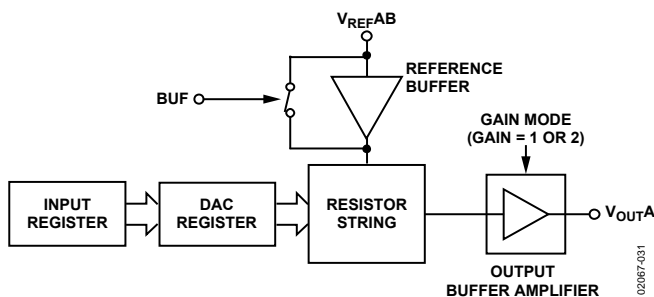 VREFAB
REFERENCE
BUFFER
BUF
GAIN MODE
(GAIN = 1 OR 2)
INPUT
REGISTER
DAC
REGISTER
RESISTOR
STRING
VOUTA
OUTPUT
BUFFER AMPLIFIER
02067-031